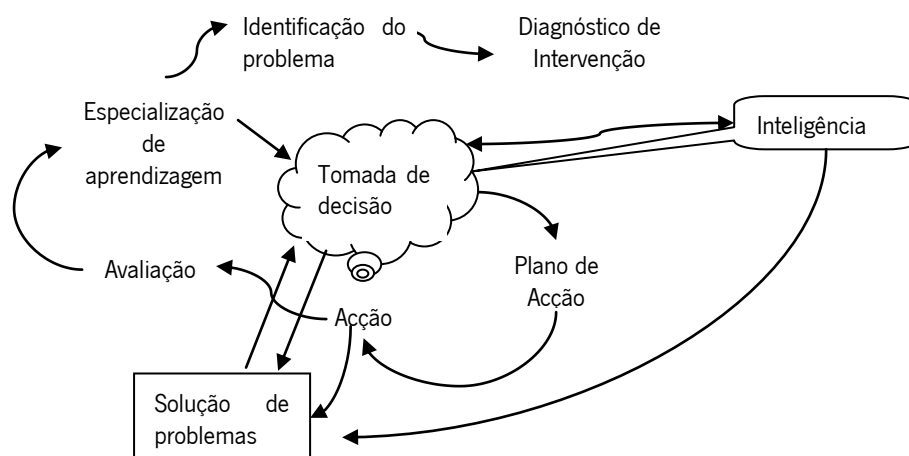 Identificação do
problema
Diagnóstico de
Intervenção
Especialização
de
aprendizagem
Inteligência
Tomada de
decisão
Avaliação
Plano de
Acção
Acção
Solução de
problemas